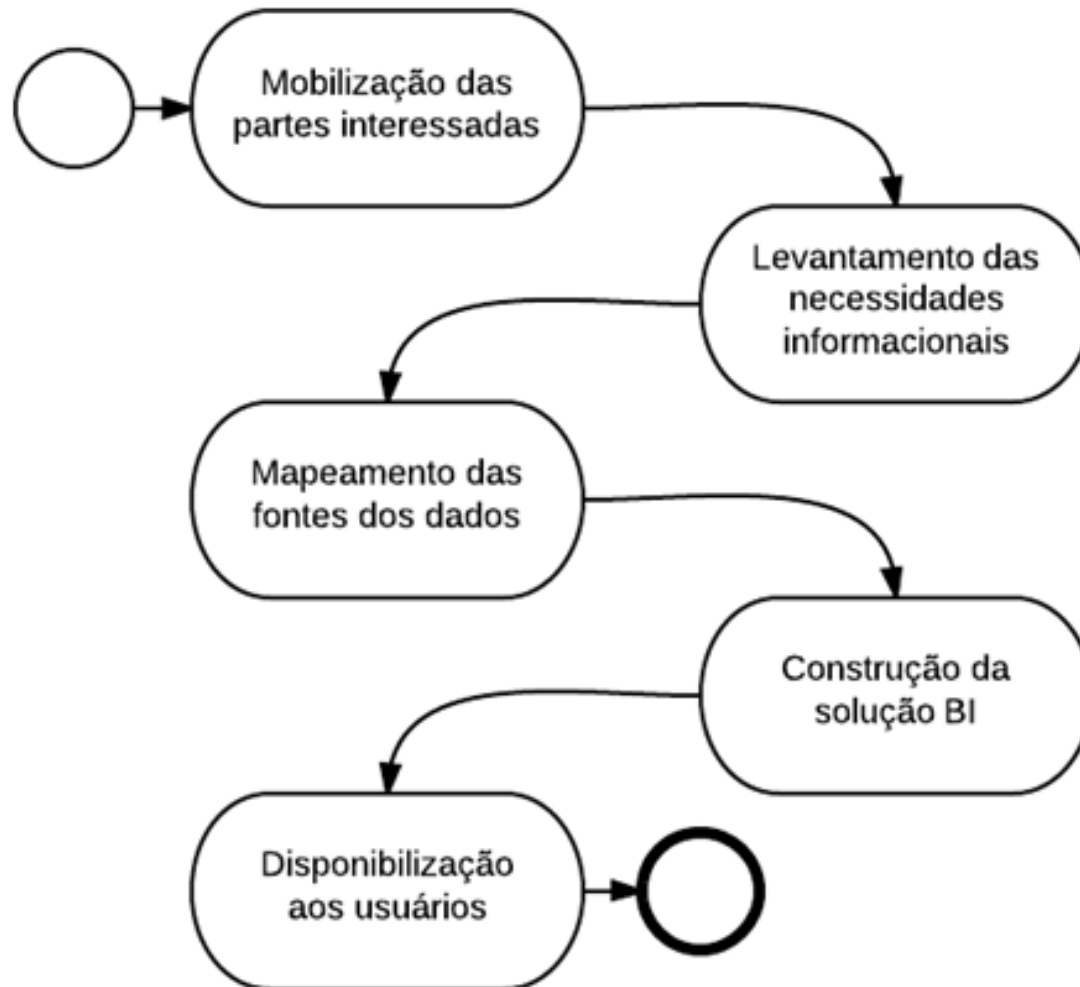 Mobilização das
partes interessadas
Levantamento das
necessidades
informacionais
Mapeamento das
fontes dos dados
Construção da
solução BI
Disponibilização
aos usuários